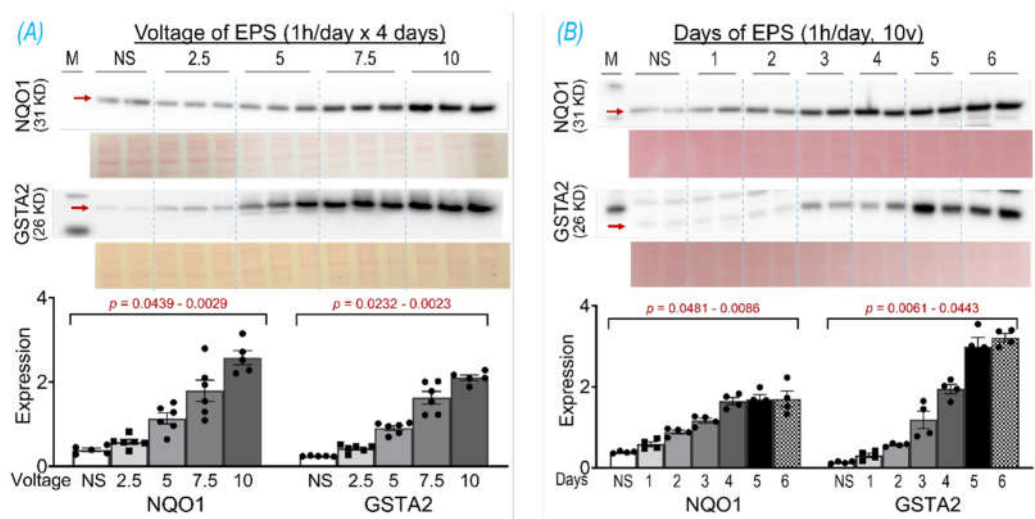 (A)
Voltage of EPS (1h/day x 4 days)
M NS 2.5 5 7.5 10
NQO1
(31 KD)
GSTA2
(26 KD)
p = 0.0439 - 0.0029
p = 0.0232 - 0.0023
Expression
4
2
0
Voltage NS 2.5 5 7.5 10 NS 2.5 5 7.5 10
NQO1 GSTA2
(B)
Days of EPS (1h/day, 10v)
M NS 1 2 3 4 5 6
NQO1
(31 KD)
GSTA2
(26 KD)
p = 0.0481 - 0.0086
p = 0.0061 - 0.0443
Expression
4
2
0
Days NS 1 2 3 4 5 6 NS 1 2 3 4 5 6
NQO1 GSTA2